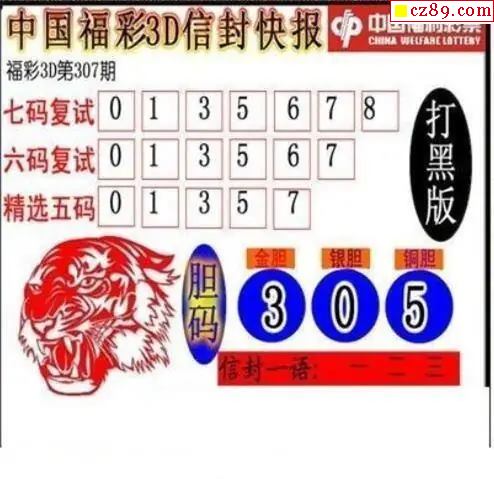 cz89.com
中国福彩3D信封快报
中国福利彩票
CHINA WELFARE LOTTERY
福彩3D第307期
七码复试 0 1 3 5 6 7 8
六码复试 0 1 3 5 6 7
精选五码 0 1 3 5 7
打黑版
胆码
金胆 银胆 铜胆
3 0 5
信封一语: 一二三